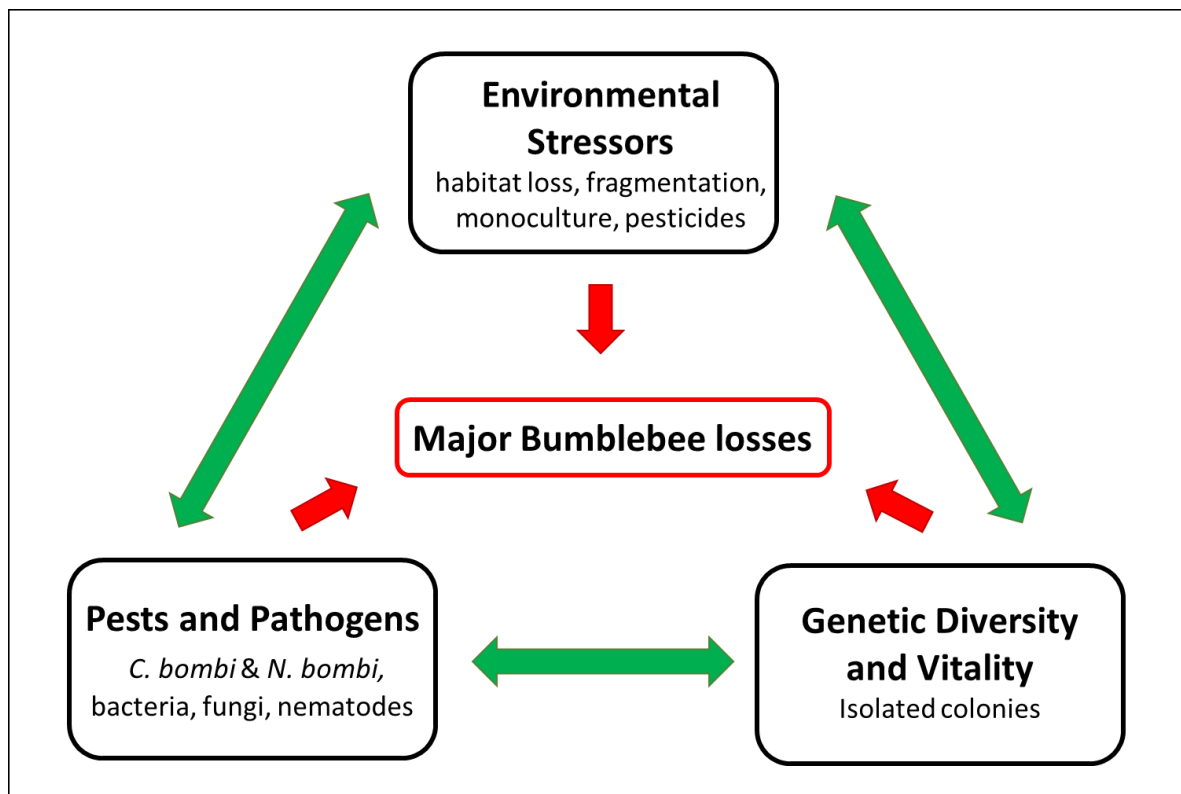 Environmental
Stressors
habitat loss, fragmentation,
monoculture, pesticides
Major Bumblebee losses
Pests and Pathogens
C. bombi & N. bombi,
bacteria, fungi, nematodes
Genetic Diversity
and Vitality
Isolated colonies